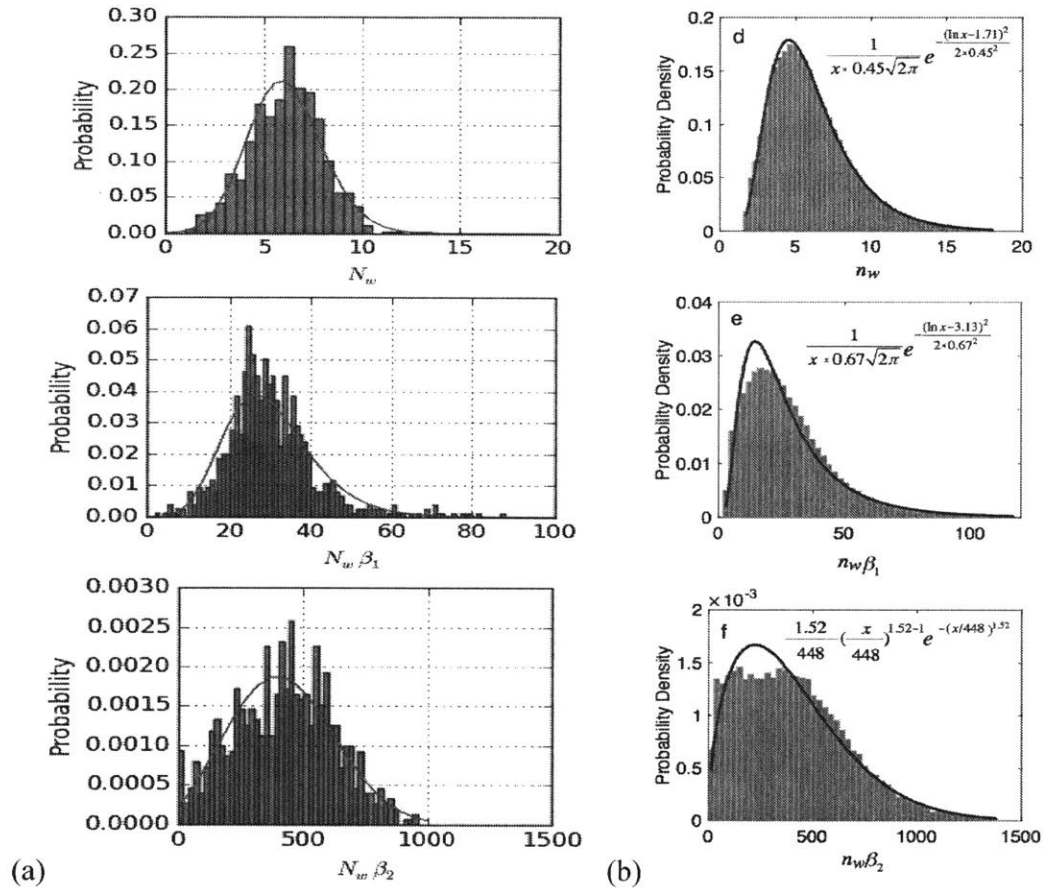 0.30
0.25
0.20
0.15
0.10
0.05
0.00
Probability
0 5 10 15 20
N_w
0.07
0.06
0.05
0.04
0.03
0.02
0.01
0.00
Probability
0 20 40 60 80 100
N_w β_1
0.0030
0.0025
0.0020
0.0015
0.0010
0.0005
0.0000
Probability
0 500 1000 1500
N_w β_2
(a)
0.2
0.15
0.1
0.05
0
Probability Density
d
1/(x*0.45√2π) e^(-(ln x-1.71)^2/(2*0.45^2))
0 5 10 15 20
n_W
0.04
0.03
0.02
0.01
0
Probability Density
e
1/(x*0.67√2π) e^(-(ln x-3.13)^2/(2*0.67^2))
0 50 100
n_W β_1
× 10^-3
2
1.5
1
0.5
0
Probability Density
f
1.52/448 (x/448)^(1.52-1) e^(-(x/448)^1.52)
0 500 1000 1500
n_W β_2
(b)